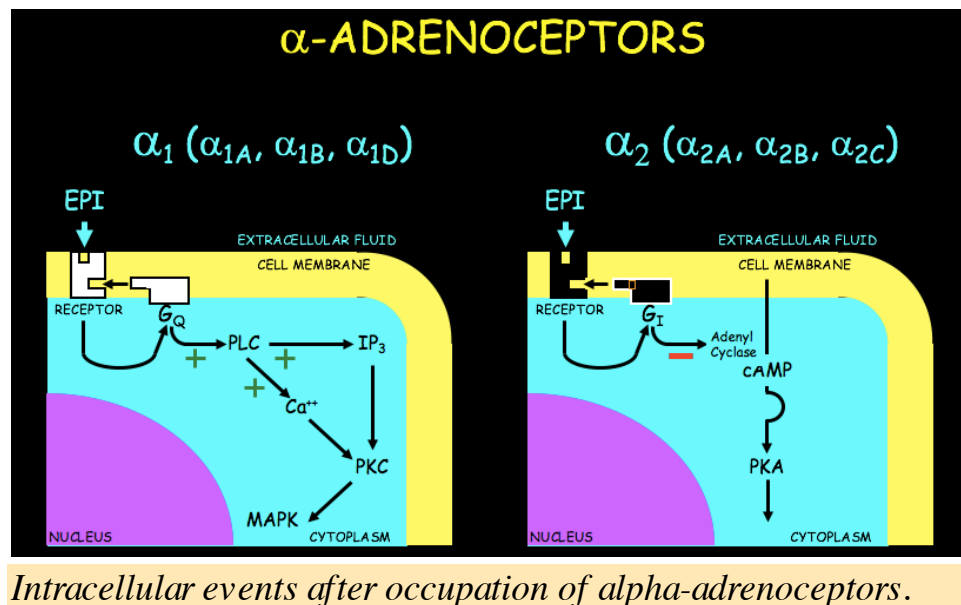 α-ADRENOCEPTORS
α₁ (α₁A, α₁B, α₁D)
EPI
EXTRACELLULAR FLUID
CELL MEMBRANE
RECEPTOR
G_Q
PLC
IP₃
Ca⁺⁺
PKC
MAPK
NUCLEUS
CYTOPLASM
α₂ (α₂A, α₂B, α₂C)
EPI
EXTRACELLULAR FLUID
CELL MEMBRANE
RECEPTOR
G_I
Adenyl
Cyclase
cAMP
PKA
NUCLEUS
CYTOPLASM
Intracellular events after occupation of alpha-adrenoceptors.